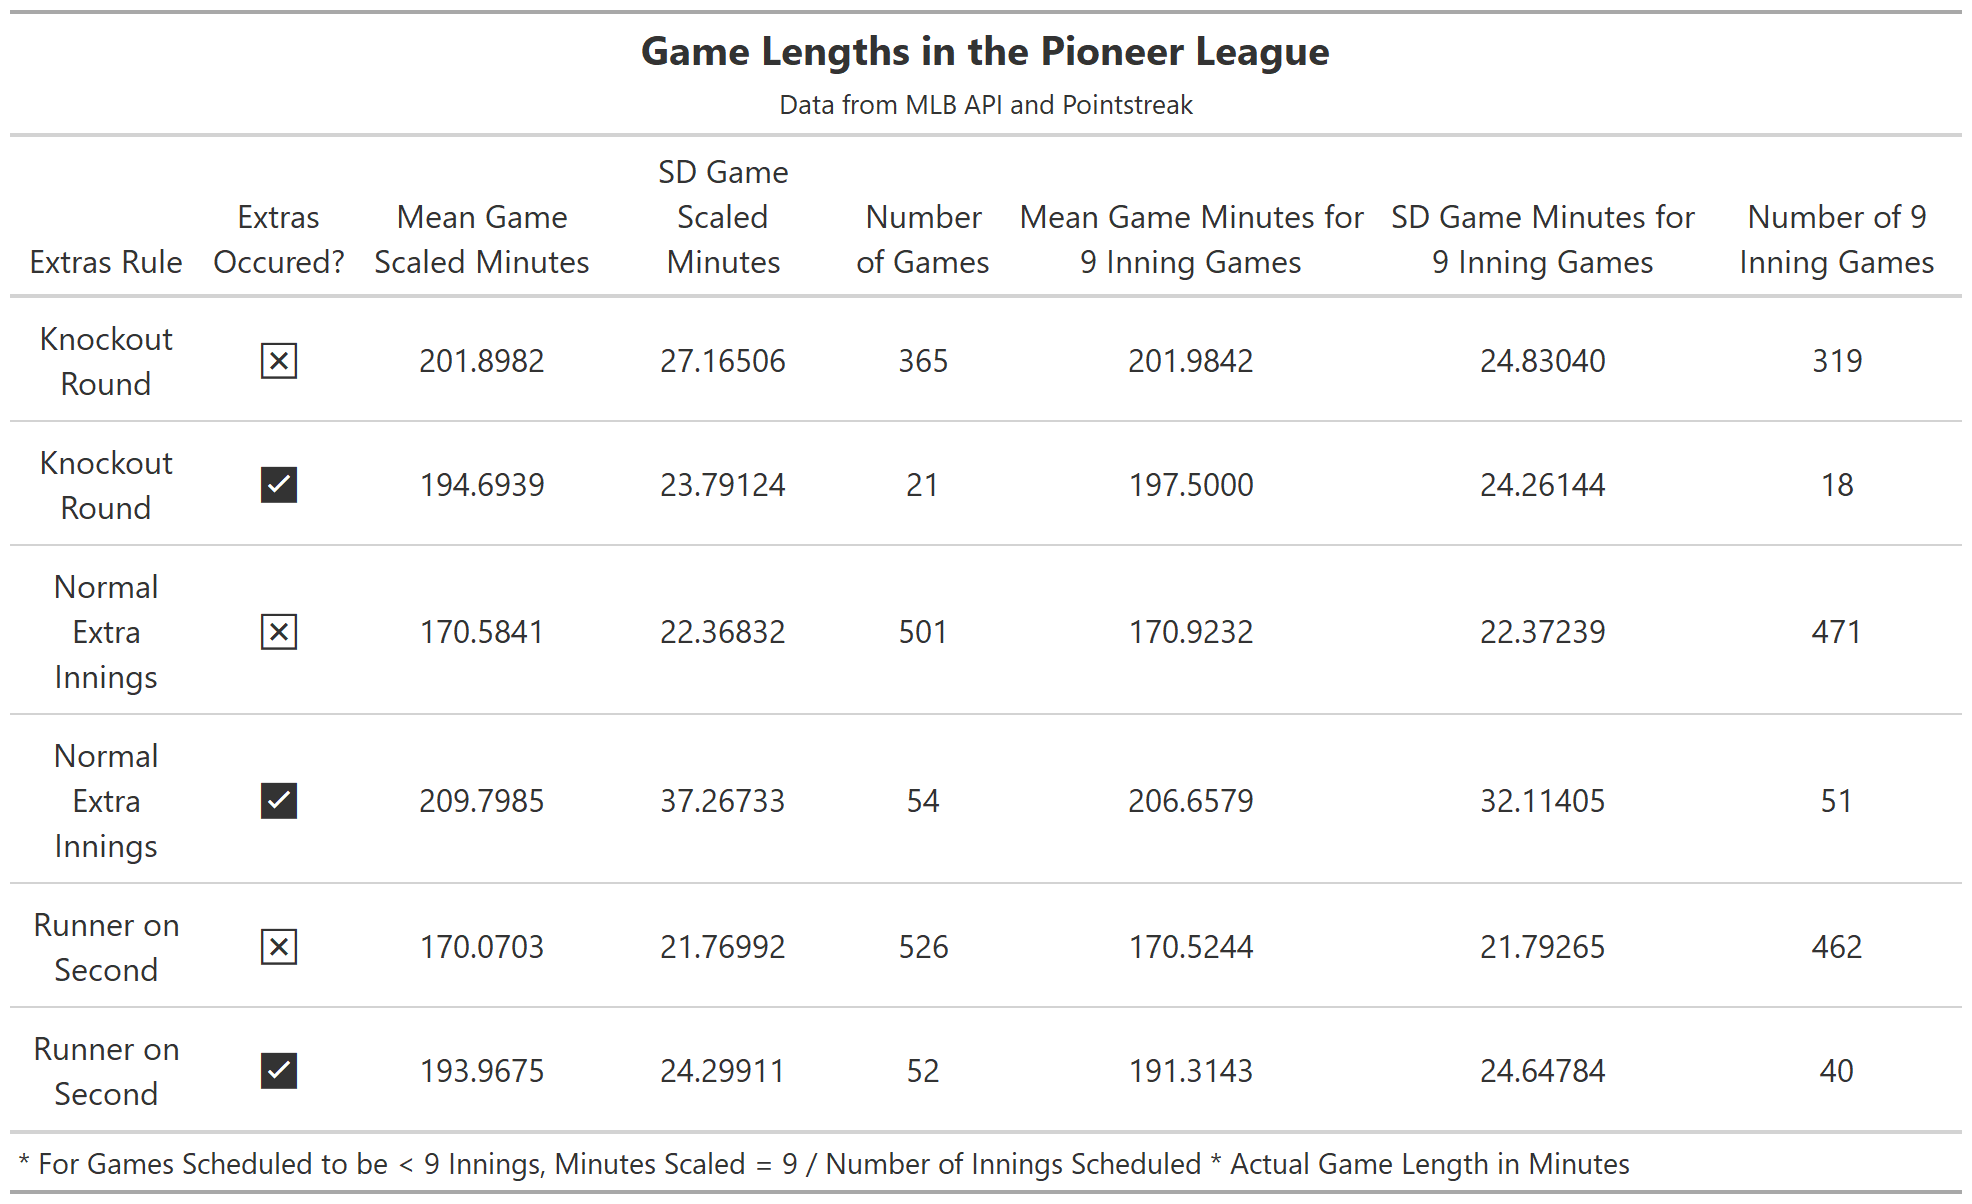 Game Lengths in the Pioneer League
Data from MLB API and Pointstreak
Extras Rule Extras Occured? Mean Game Scaled Minutes SD Game Scaled Minutes Number of Games Mean Game Minutes for 9 Inning Games SD Game Minutes for 9 Inning Games Number of 9 Inning Games
Knockout Round 201.8982 27.16506 365 201.9842 24.83040 319
Knockout Round 194.6939 23.79124 21 197.5000 24.26144 18
Normal Extra Innings 170.5841 22.36832 501 170.9232 22.37239 471
Normal Extra Innings 209.7985 37.26733 54 206.6579 32.11405 51
Runner on Second 170.0703 21.76992 526 170.5244 21.79265 462
Runner on Second 193.9675 24.29911 52 191.3143 24.64784 40
* For Games Scheduled to be < 9 Innings, Minutes Scaled = 9 / Number of Innings Scheduled * Actual Game Length in Minutes